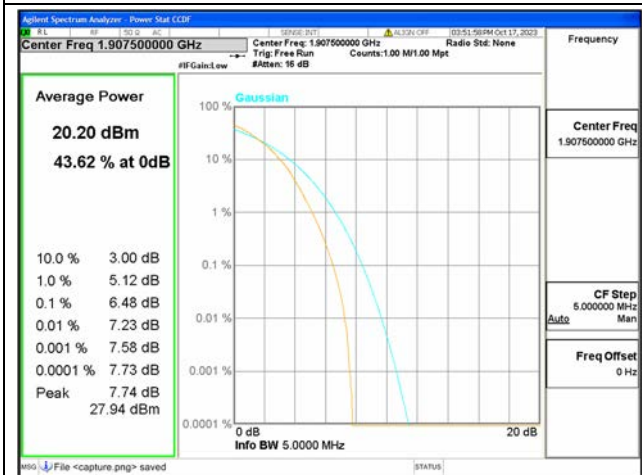 Agilent Spectrum Analyzer - Power Stat CCDF
RL RF 50 Ω AC SENSE:INT ALIGN OFF 03:51:58 PM Oct 17, 2023
Center Freq 1.907500000 GHz
Center Freq: 1.907500000 GHz Radio Std: None
Trig: Free Run Counts:1.00 M/1.00 Mpt
#IFGain:Low #Atten: 16 dB
Frequency
Average Power
20.20 dBm
43.62 % at 0dB
10.0 % 3.00 dB
1.0 % 5.12 dB
0.1 % 6.48 dB
0.01 % 7.23 dB
0.001 % 7.58 dB
0.0001 % 7.73 dB
Peak 7.74 dB
27.94 dBm
Gaussian
100 %
10 %
1 %
0.1 %
0.01 %
0.001 %
0.0001 %
0 dB 20 dB
Info BW 5.0000 MHz
Center Freq
1.907500000 GHz
CF Step
5.000000 MHz
Auto Man
Freq Offset
0 Hz
MSG File <capture.png> saved STATUS